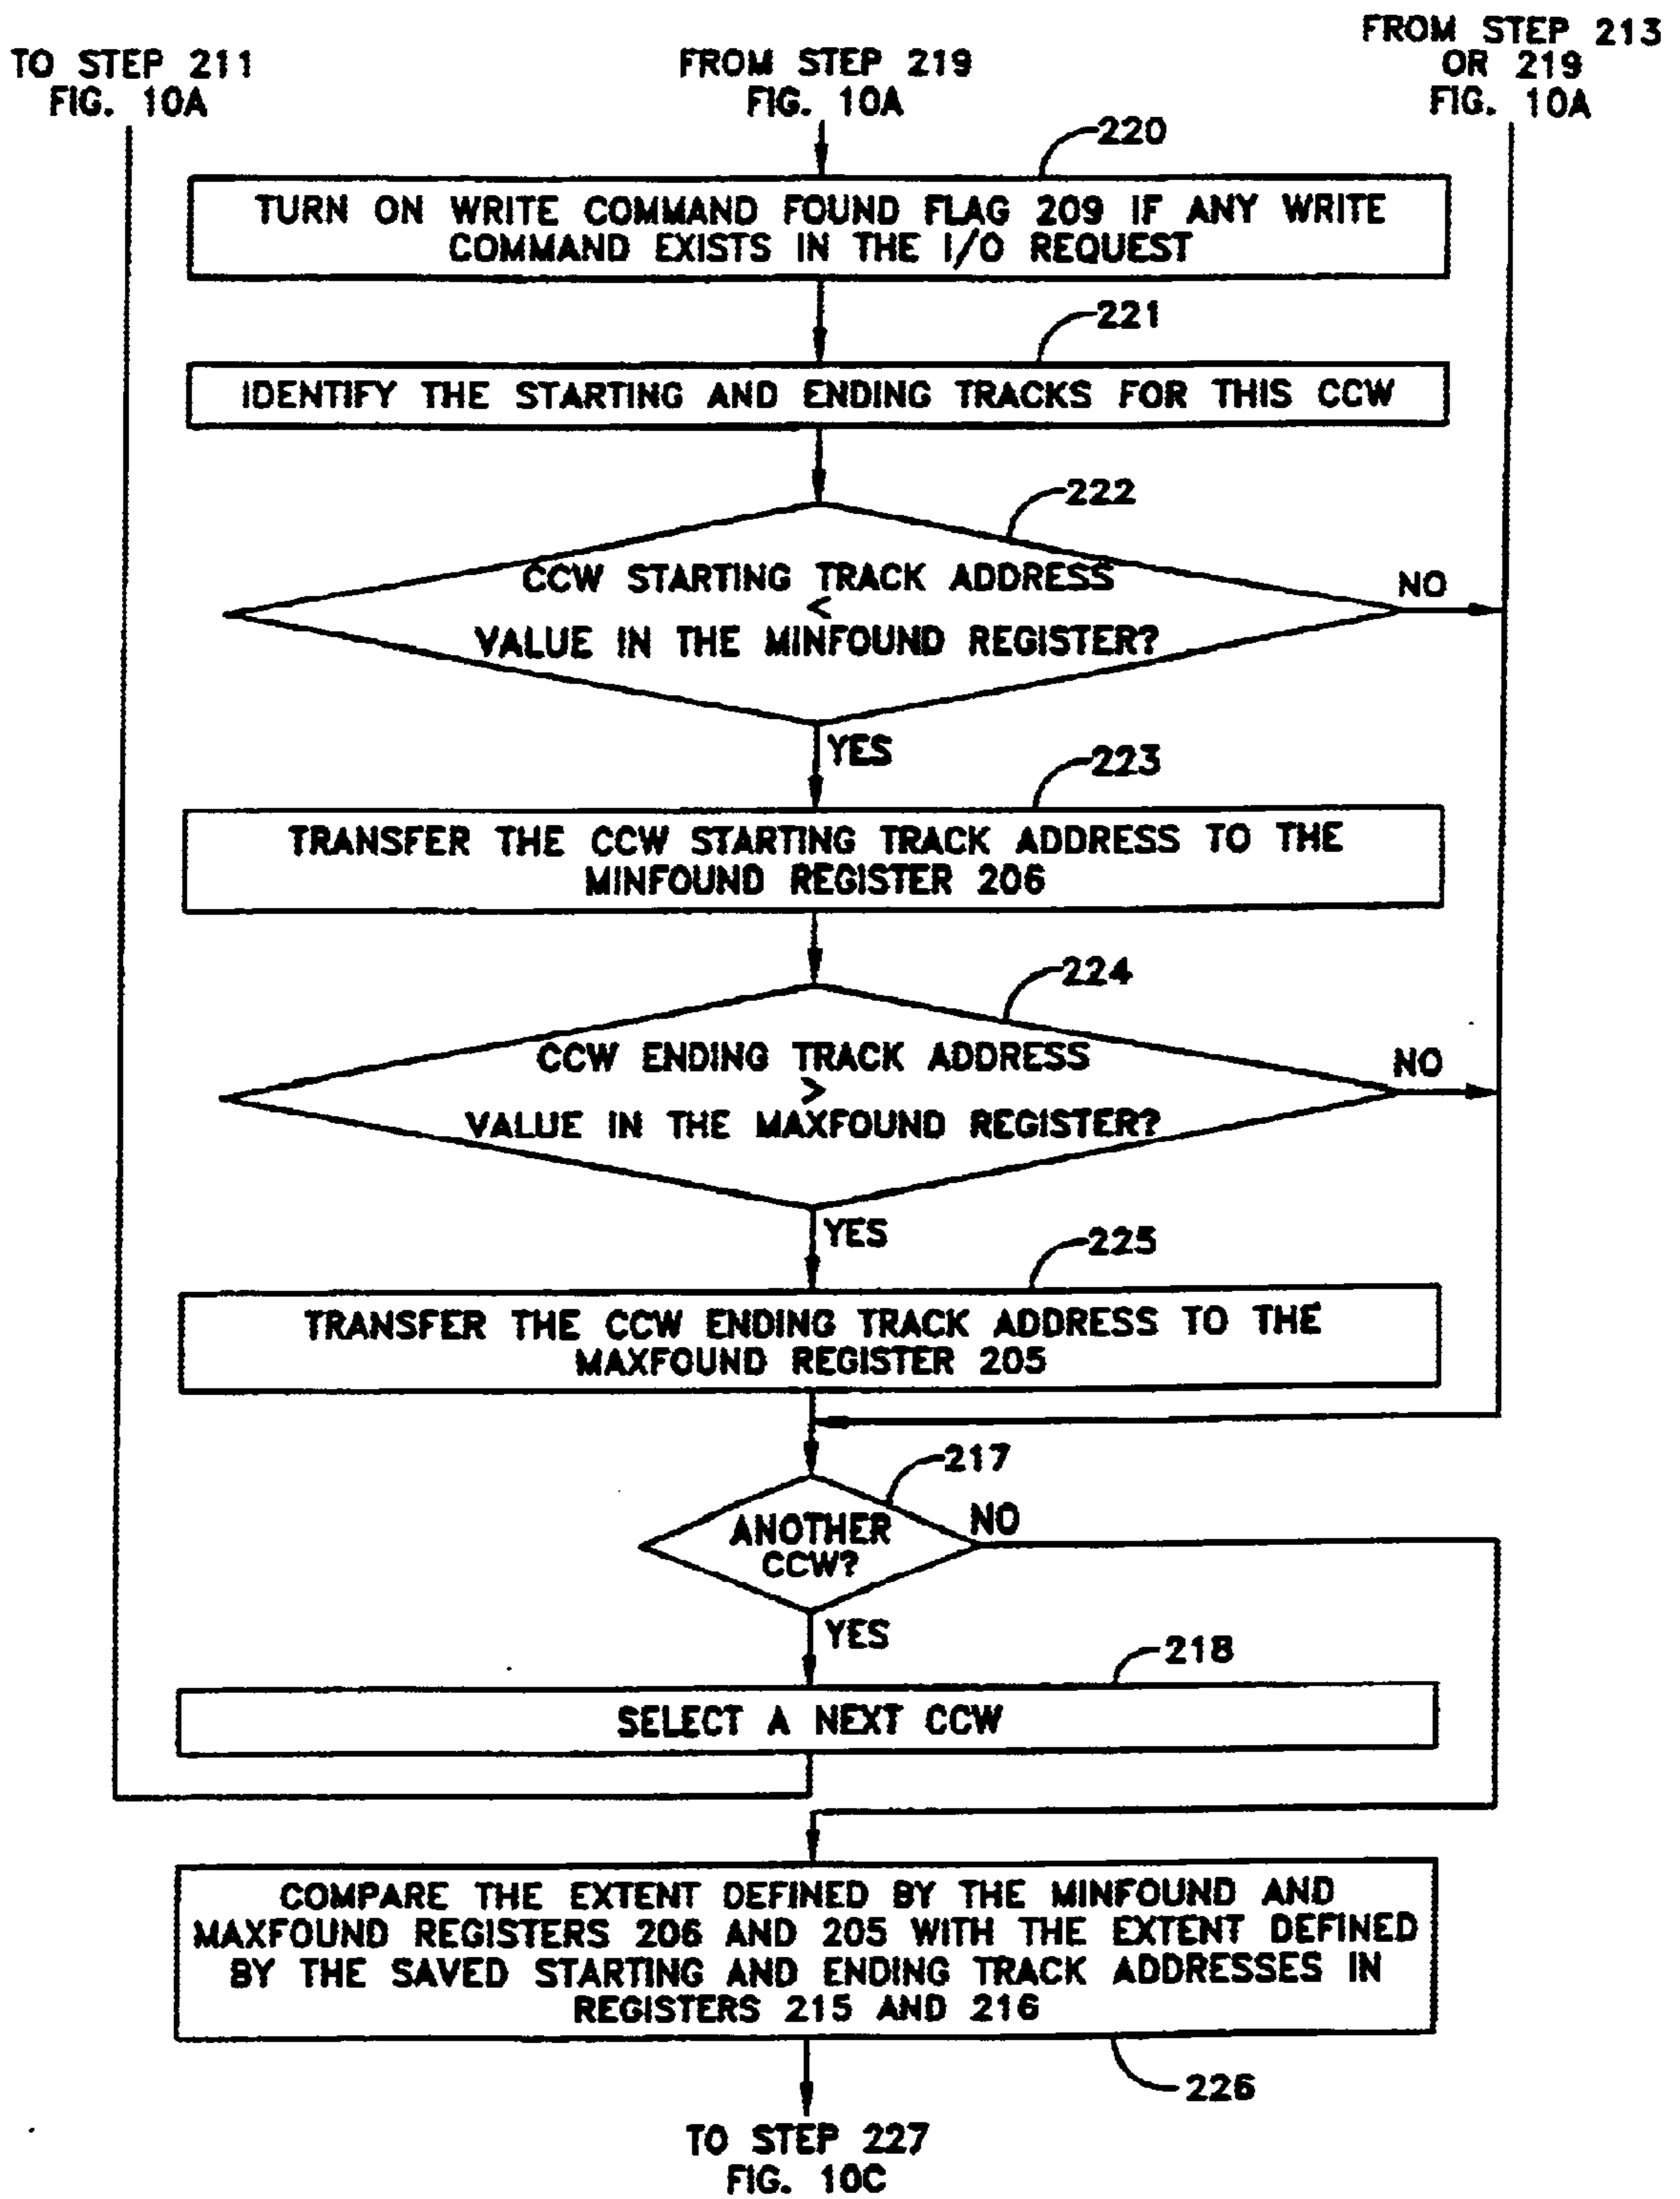 TO STEP 211
FIG. 10A
FROM STEP 219
FIG. 10A
FROM STEP 213
OR 219
FIG. 10A
220
TURN ON WRITE COMMAND FOUND FLAG 209 IF ANY WRITE
COMMAND EXISTS IN THE I/O REQUEST
221
IDENTIFY THE STARTING AND ENDING TRACKS FOR THIS CCW
222
CCW STARTING TRACK ADDRESS
<
VALUE IN THE MINFOUND REGISTER?
NO
YES
223
TRANSFER THE CCW STARTING TRACK ADDRESS TO THE
MINFOUND REGISTER 206
224
CCW ENDING TRACK ADDRESS
>
VALUE IN THE MAXFOUND REGISTER?
NO
YES
225
TRANSFER THE CCW ENDING TRACK ADDRESS TO THE
MAXFOUND REGISTER 205
217
ANOTHER
CCW?
NO
YES
218
SELECT A NEXT CCW
COMPARE THE EXTENT DEFINED BY THE MINFOUND AND
MAXFOUND REGISTERS 206 AND 205 WITH THE EXTENT DEFINED
BY THE SAVED STARTING AND ENDING TRACK ADDRESSES IN
REGISTERS 215 AND 216
226
TO STEP 227
FIG. 10C